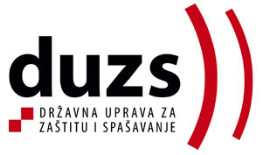 duzs
DRŽAVNA UPRAVA ZA
ZAŠTITU I SPAŠAVANJE